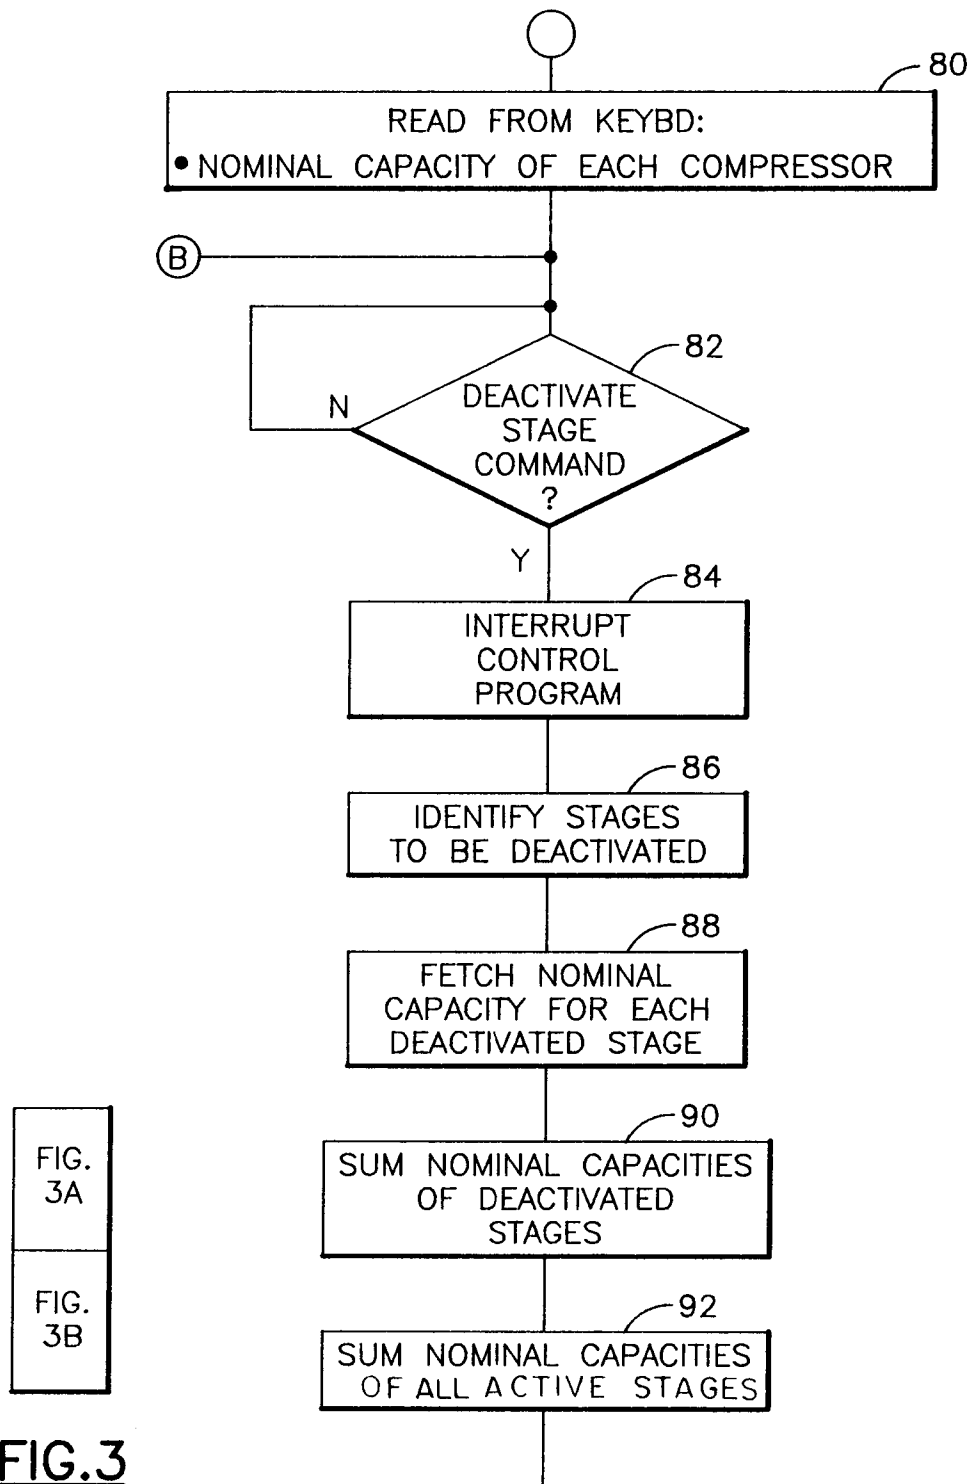 80
READ FROM KEYBD:
• NOMINAL CAPACITY OF EACH COMPRESSOR
B
82
DEACTIVATE
STAGE
COMMAND
?
N
Y
84
INTERRUPT
CONTROL
PROGRAM
86
IDENTIFY STAGES
TO BE DEACTIVATED
88
FETCH NOMINAL
CAPACITY FOR EACH
DEACTIVATED STAGE
90
SUM NOMINAL CAPACITIES
OF DEACTIVATED
STAGES
92
SUM NOMINAL CAPACITIES
OF ALL ACTIVE STAGES
FIG.
3A
FIG.
3B
FIG.3